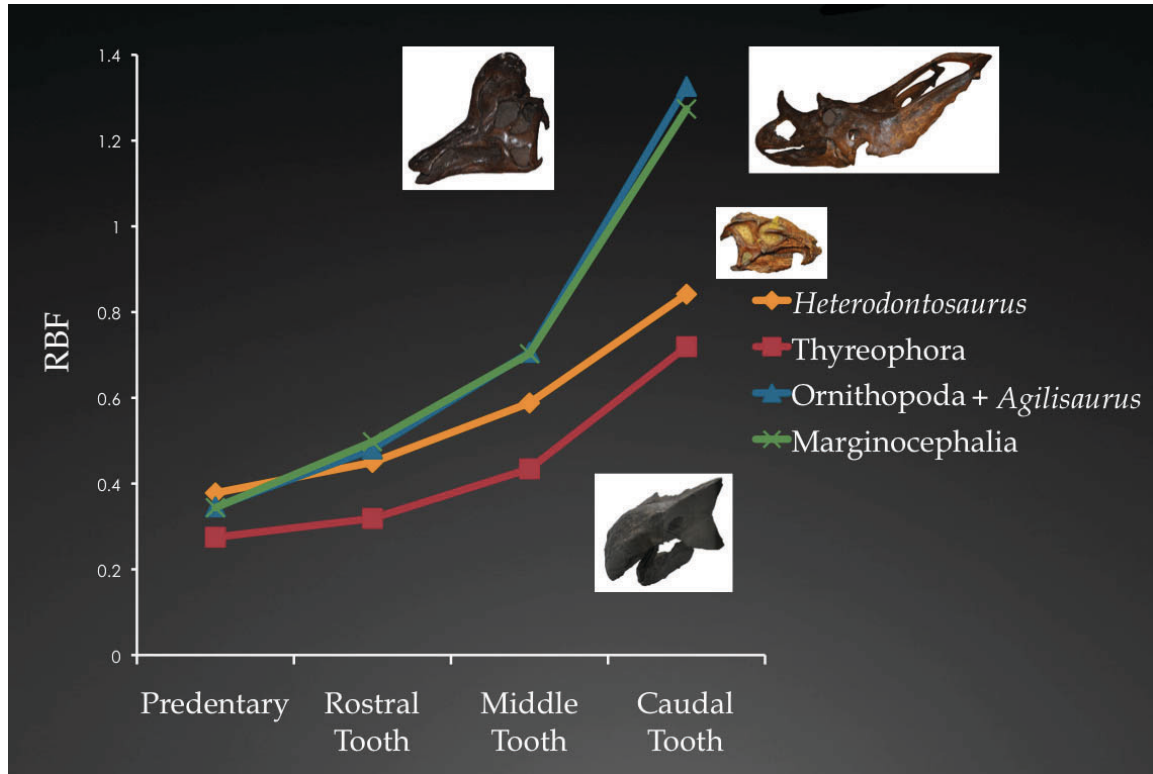 1.4
1.2
1
0.8
0.6
0.4
0.2
0
RBF
Predentary
Rostral
Tooth
Middle
Tooth
Caudal
Tooth
Heterodontosaurus
Thyreophora
Ornithopoda + Agilisaurus
Marginocephalia